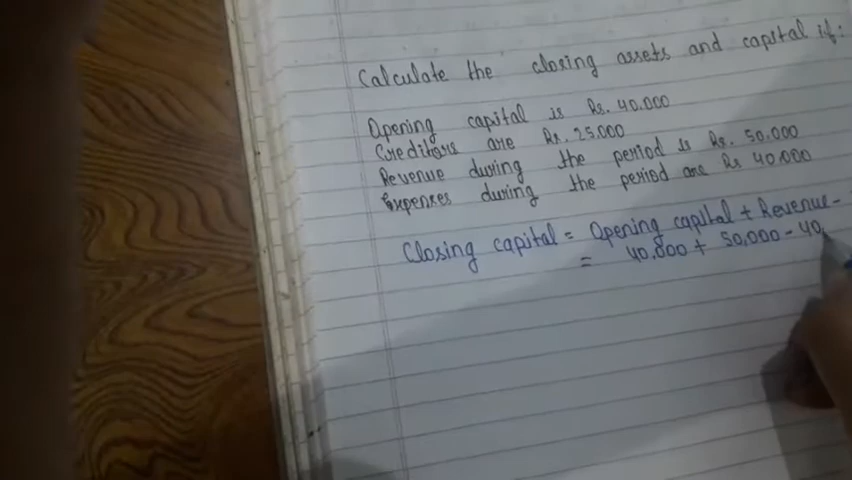 Calculate the closing assets and capital if:
Opening capital is Rs. 40.000
Creditors are Rs. 25.000
Revenue during the period is Rs. 50.000
Expenses during the period are Rs 40.000
Closing capital = Opening capital + Revenue -
= 40.000 + 50,000 - 40,